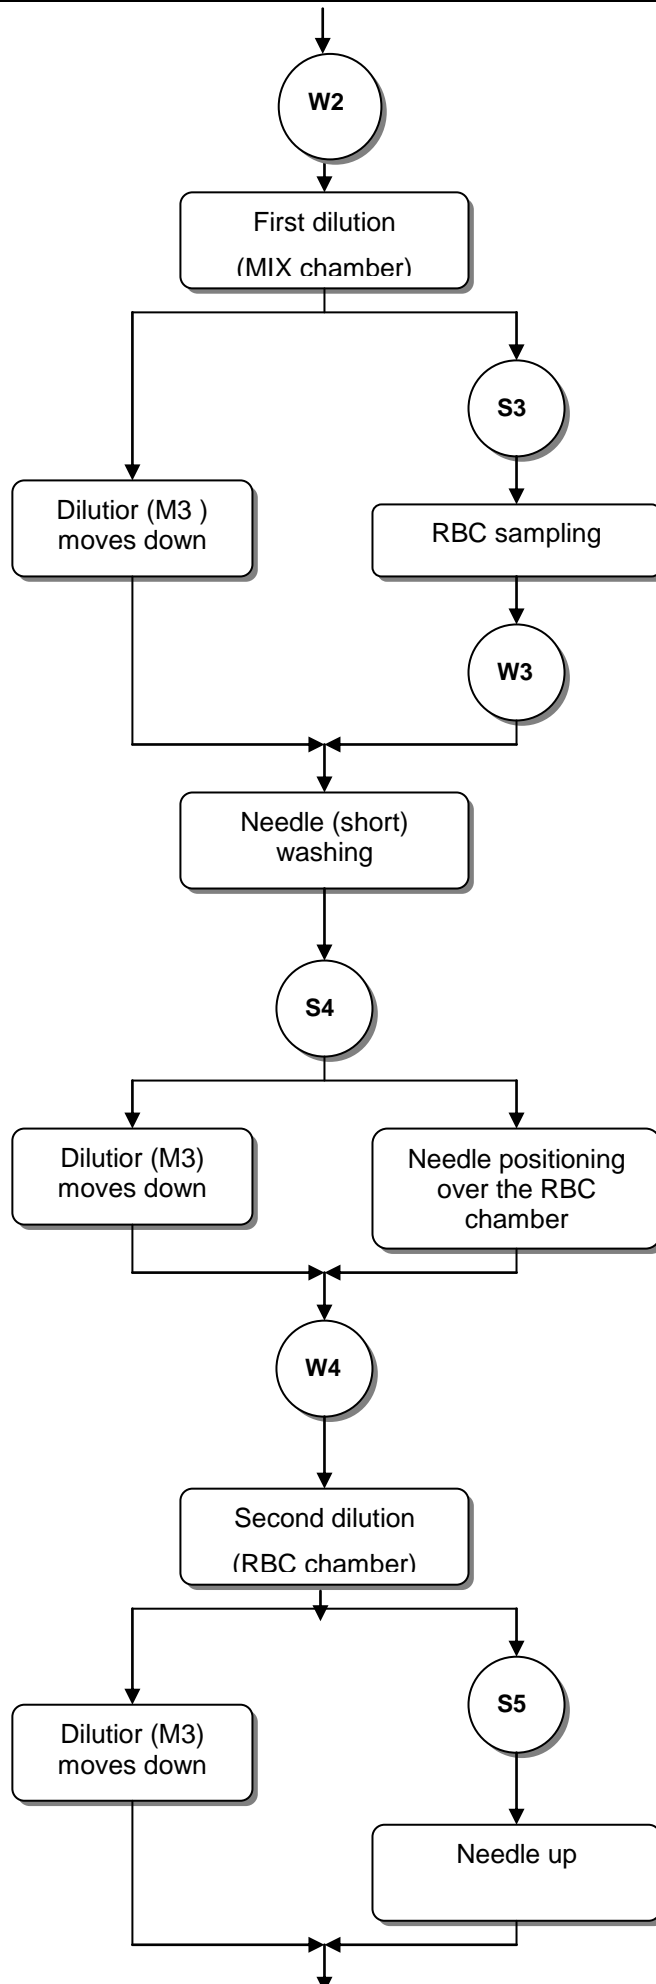 W2
First dilution
(MIX chamber)
S3
Dilutior (M3 )
moves down
RBC sampling
W3
Needle (short)
washing
S4
Dilutior (M3)
moves down
Needle positioning
over the RBC
chamber
W4
Second dilution
(RBC chamber)
S5
Dilutior (M3)
moves down
Needle up